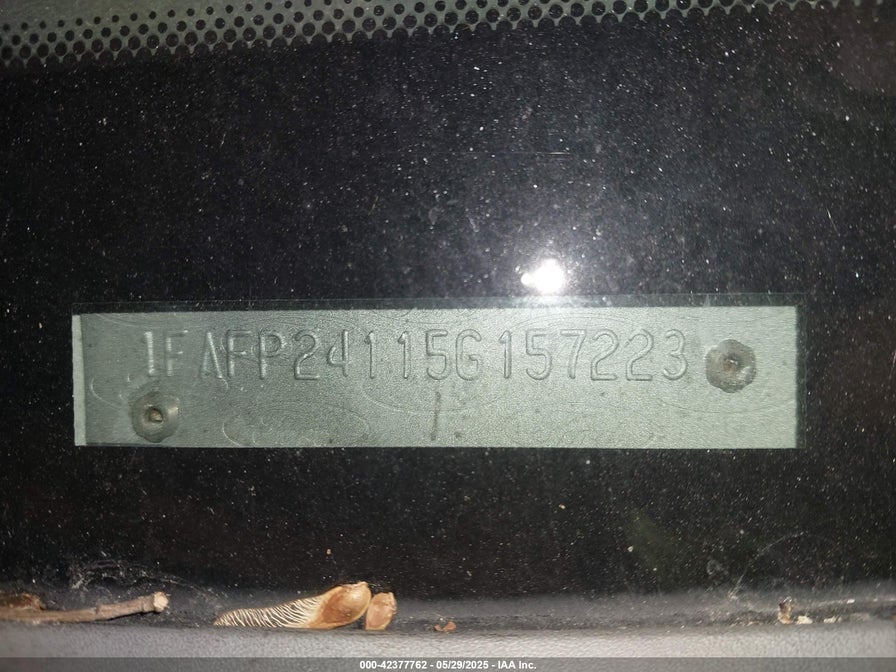 1FAFP24115G157223
000-42377762 - 05/29/2025 - IAA Inc.